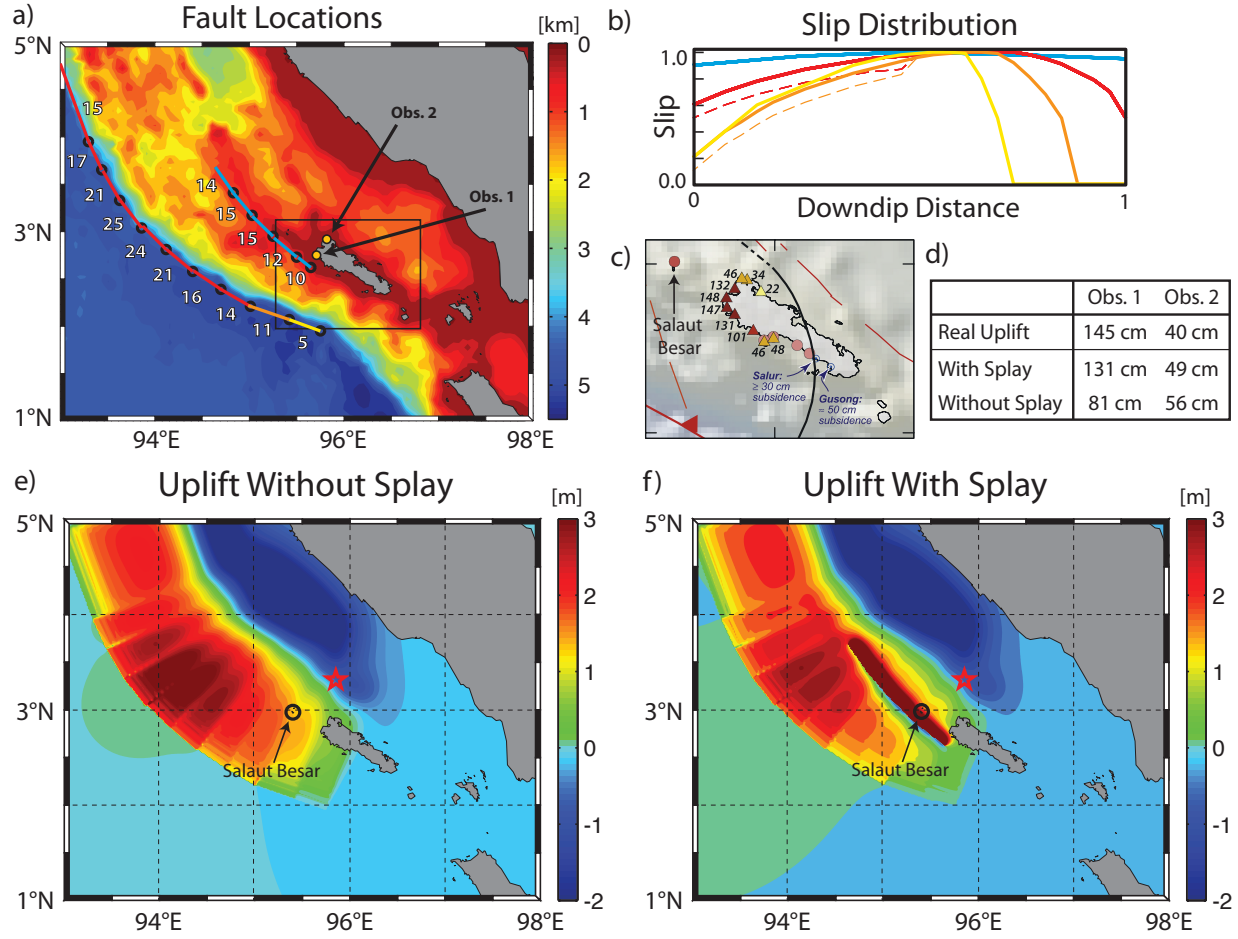 a)
Fault Locations
[km]
5°N
3°N
1°N
94°E
96°E
98°E
0
1
2
3
4
5
15
17
21
25
24
21
16
14
11
5
14
15
15
12
10
Obs. 2
Obs. 1
b)
Slip Distribution
1.0
Slip
0.0
0
Downdip Distance
1
c)
46
34
132
22
148
147
131
101
46
48
Salaut
Besar
Salur:
≥ 30 cm
subsidence
Gusong:
≈ 50 cm
subsidence
d)
Obs. 1 Obs. 2
Real Uplift 145 cm 40 cm
With Splay 131 cm 49 cm
Without Splay 81 cm 56 cm
e)
Uplift Without Splay
[m]
5°N
3°N
1°N
94°E
96°E
98°E
3
2
1
0
-1
-2
Salaut Besar
f)
Uplift With Splay
[m]
5°N
3°N
1°N
94°E
96°E
98°E
3
2
1
0
-1
-2
Salaut Besar